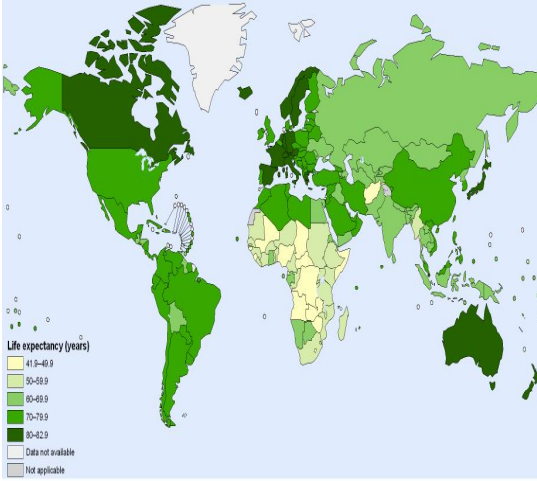 Life expectancy (years)
41.9–49.9
50–59.9
60–69.9
70–79.9
80–82.9
Data not available
Not applicable